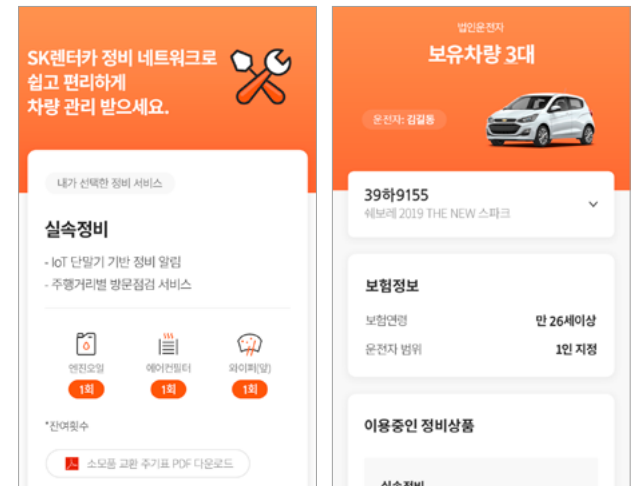 SK렌터카 정비 네트워크로
쉽고 편리하게
차량 관리 받으세요.
내가 선택한 정비 서비스
실속정비
- IoT 단말기 기반 정비 알림
- 주행거리별 방문점검 서비스
엔진오일
에어컨필터
와이퍼(앞)
1회
1회
1회
*잔여횟수
소모품 교환 주기표 PDF 다운로드
법인운전자
보유차량 3대
운전자: 김길동
39하9155
쉐보레 2019 THE NEW 스파크
보험정보
보험연령
만 26세이상
운전자 범위
1인 지정
이용중인 정비상품
실속정비